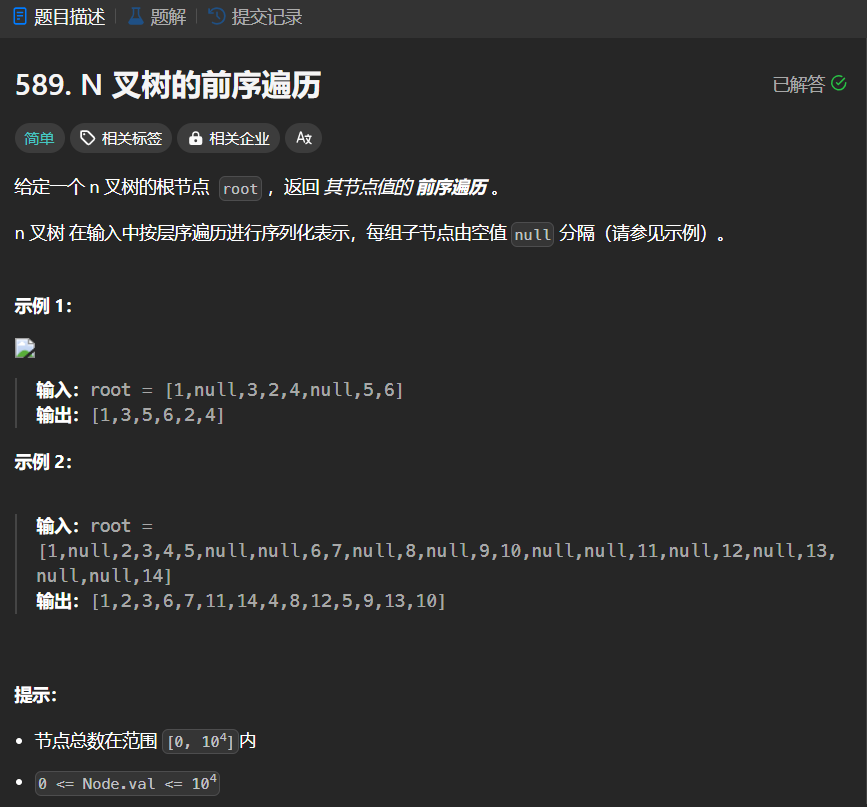 题目描述 题解 提交记录
589. N 叉树的前序遍历 已解答
简单 相关标签 相关企业 Aあ
给定一个 n 叉树的根节点 root ，返回 其节点值的 前序遍历 。
n 叉树 在输入中按层序遍历进行序列化表示，每组子节点由空值 null 分隔（请参见示例）。
示例 1：
输入：root = [1,null,3,2,4,null,5,6]
输出：[1,3,5,6,2,4]
示例 2：
输入：root =
[1,null,2,3,4,5,null,null,6,7,null,8,null,9,10,null,null,11,null,12,null,13,
null,null,14]
输出：[1,2,3,6,7,11,14,4,8,12,5,9,13,10]
提示：
• 节点总数在范围 [0, 10⁴]内
• 0 <= Node.val <= 10⁴